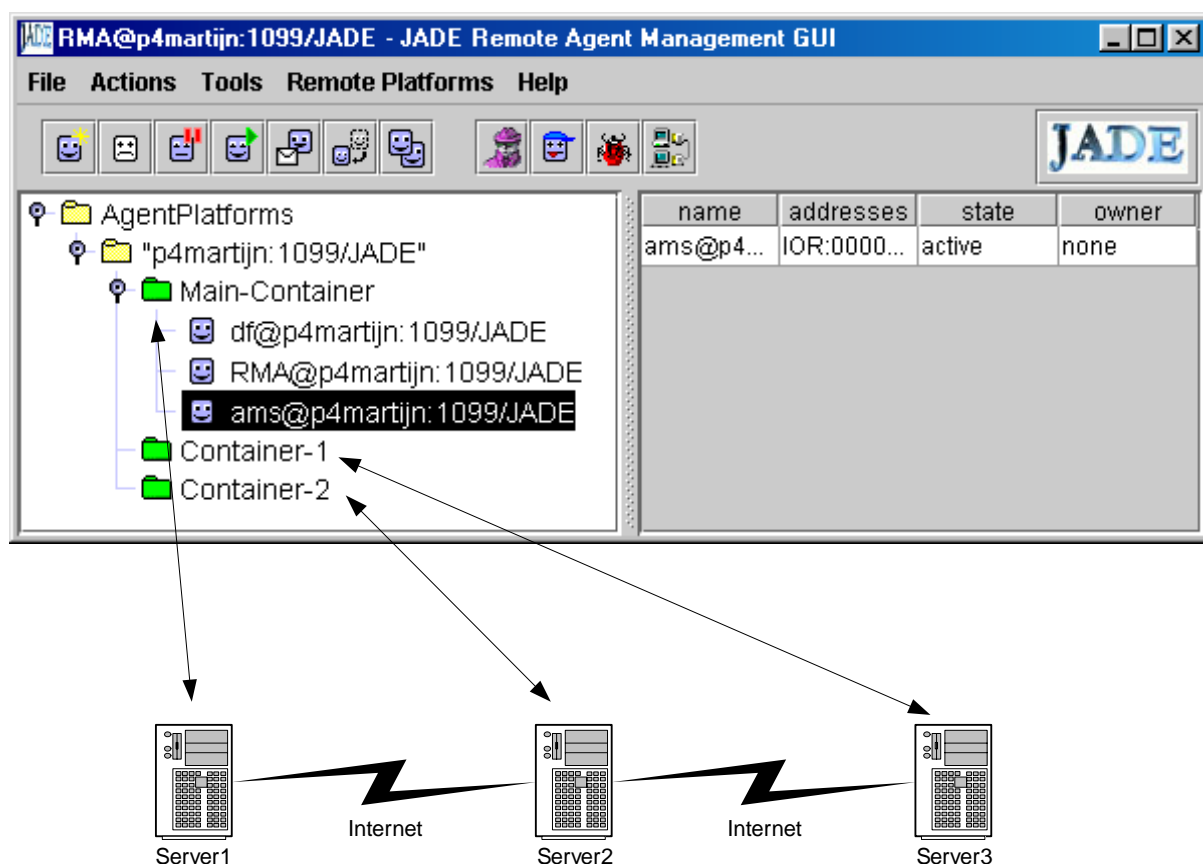 JADE RMA@p4martijn:1099/JADE - JADE Remote Agent Management GUI
File Actions Tools Remote Platforms Help
JADE
AgentPlatforms
"p4martijn:1099/JADE"
Main-Container
df@p4martijn:1099/JADE
RMA@p4martijn:1099/JADE
ams@p4martijn:1099/JADE
Container-1
Container-2
name addresses state owner
ams@p4... IOR:0000... active none
Internet Internet
Server1 Server2 Server3